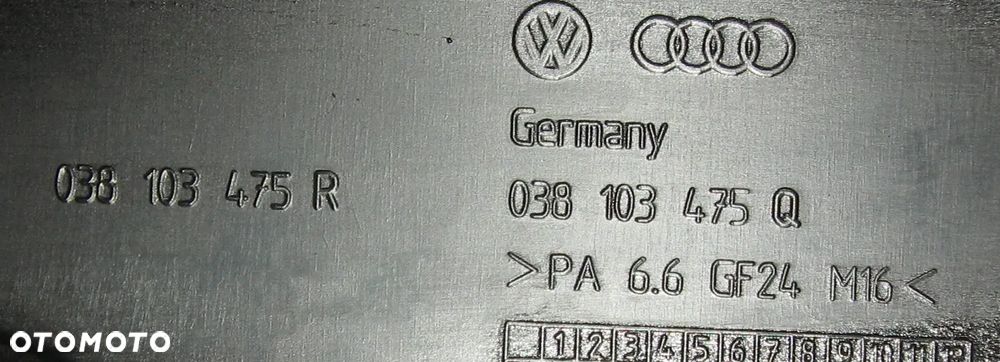 Germany
038 103 475 R
038 103 475 Q
>PA 6.6 GF24 M16<
1 2 3 4 5 6 7 8 9 10 11 12
OTOMOTO